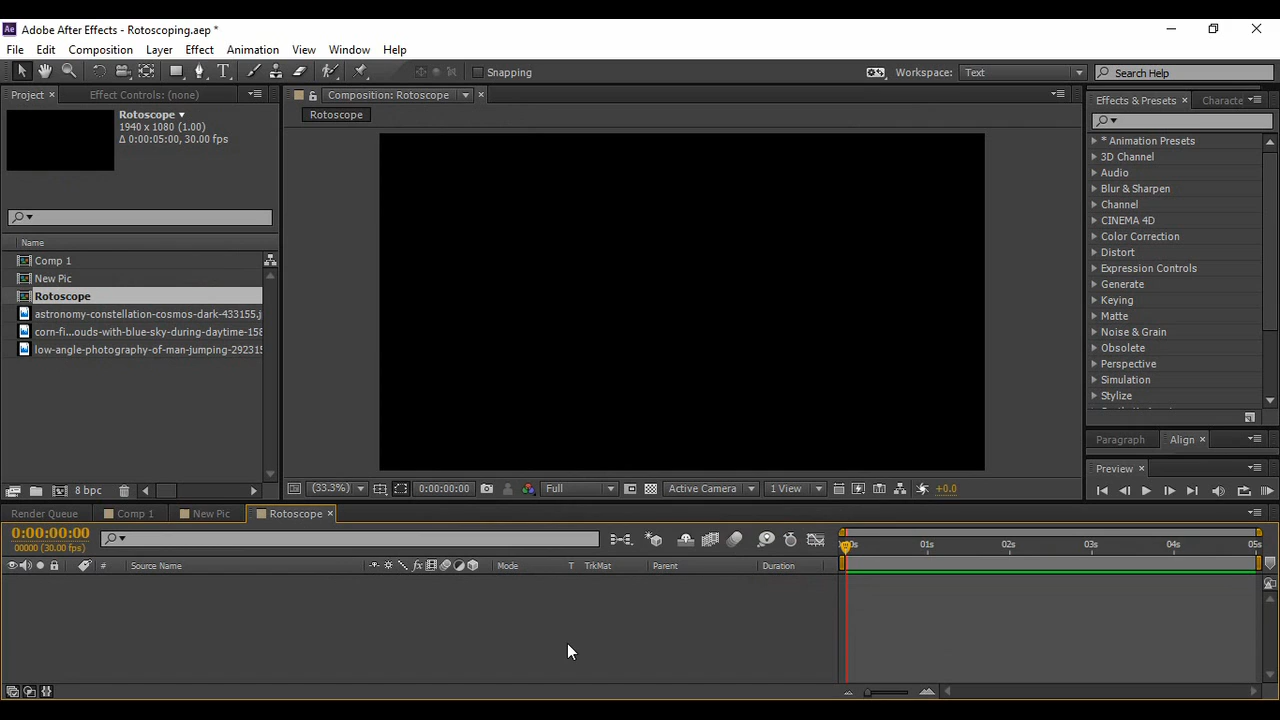 Adobe After Effects - Rotoscoping.aep *
File Edit Composition Layer Effect Animation View Window Help
Snapping Workspace: Text Search Help
Project Effect Controls: (none) Composition: Rotoscope Effects & Presets Characte
Rotoscope
1940 x 1080 (1.00)
Δ 0:00:05:00, 30.00 fps
Rotoscope
Name
Comp 1
New Pic
Rotoscope
astronomy-constellation-cosmos-dark-433155.j
corn-fi...ouds-with-blue-sky-during-daytime-158
low-angle-photography-of-man-jumping-292315
* Animation Presets
3D Channel
Audio
Blur & Sharpen
Channel
CINEMA 4D
Color Correction
Distort
Expression Controls
Generate
Keying
Matte
Noise & Grain
Obsolete
Perspective
Simulation
Stylize
Paragraph Align
Preview
8 bpc (33.3%) 0:00:00:00 Full Active Camera 1 View +0.0
Render Queue Comp 1 New Pic Rotoscope
0:00:00:00
00000 (30.00 fps)
01s 02s 03s 04s 05s
# Source Name fx Mode T TrkMat Parent Duration